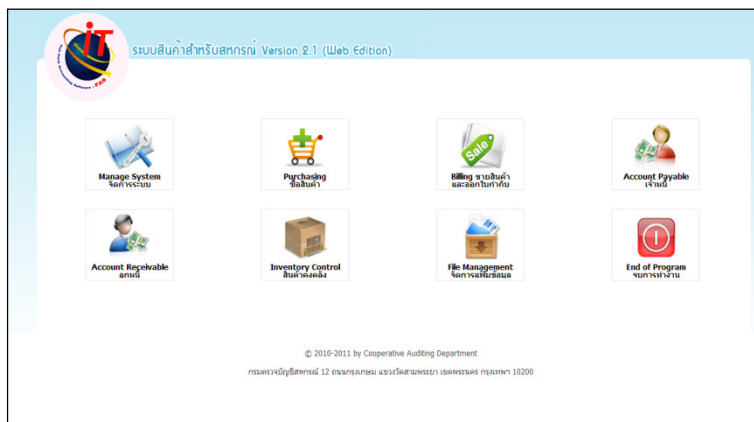 iT
ระบบสินค้าสำหรับสหกรณ์ Version 2.1 (Web Edition)
Manage System
จัดการระบบ
Purchasing
ซื้อสินค้า
Sale
Billing ขายสินค้า
และออกใบกำกับ
Account Payable
เจ้าหนี้
Account Receivable
ลูกหนี้
Inventory Control
สินค้าคงคลัง
File Management
จัดการแฟ้มข้อมูล
End of Program
จบการทำงาน
© 2010-2011 by Cooperative Auditing Department
กรมตรวจบัญชีสหกรณ์ 12 ถนนกรุงเกษม แขวงวัดสามพระยา เขตพระนคร กรุงเทพฯ 10200